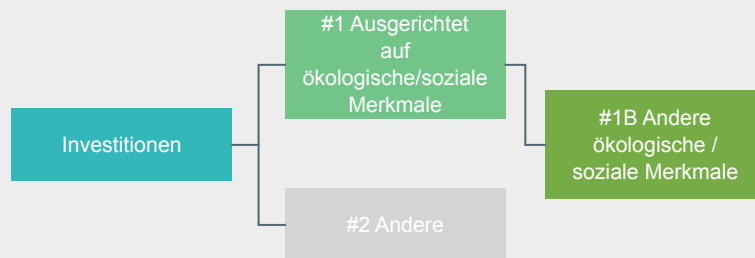 #1 Ausgerichtet
auf
ökologische/soziale
Merkmale
Investitionen
#1B Andere
ökologische /
soziale Merkmale
#2 Andere